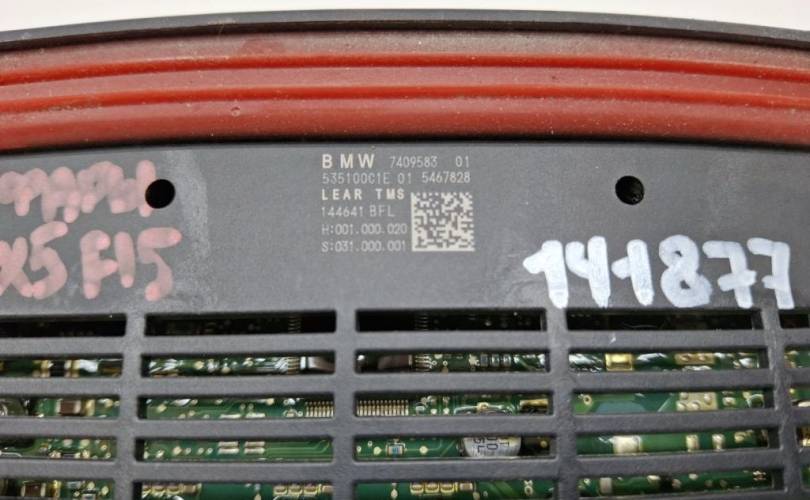 BMW 7409583 01
535100C1E 01 5467828
LEAR TMS
144641 BFL
H:001.000.020
S:031.000.001
X5 F15
141877